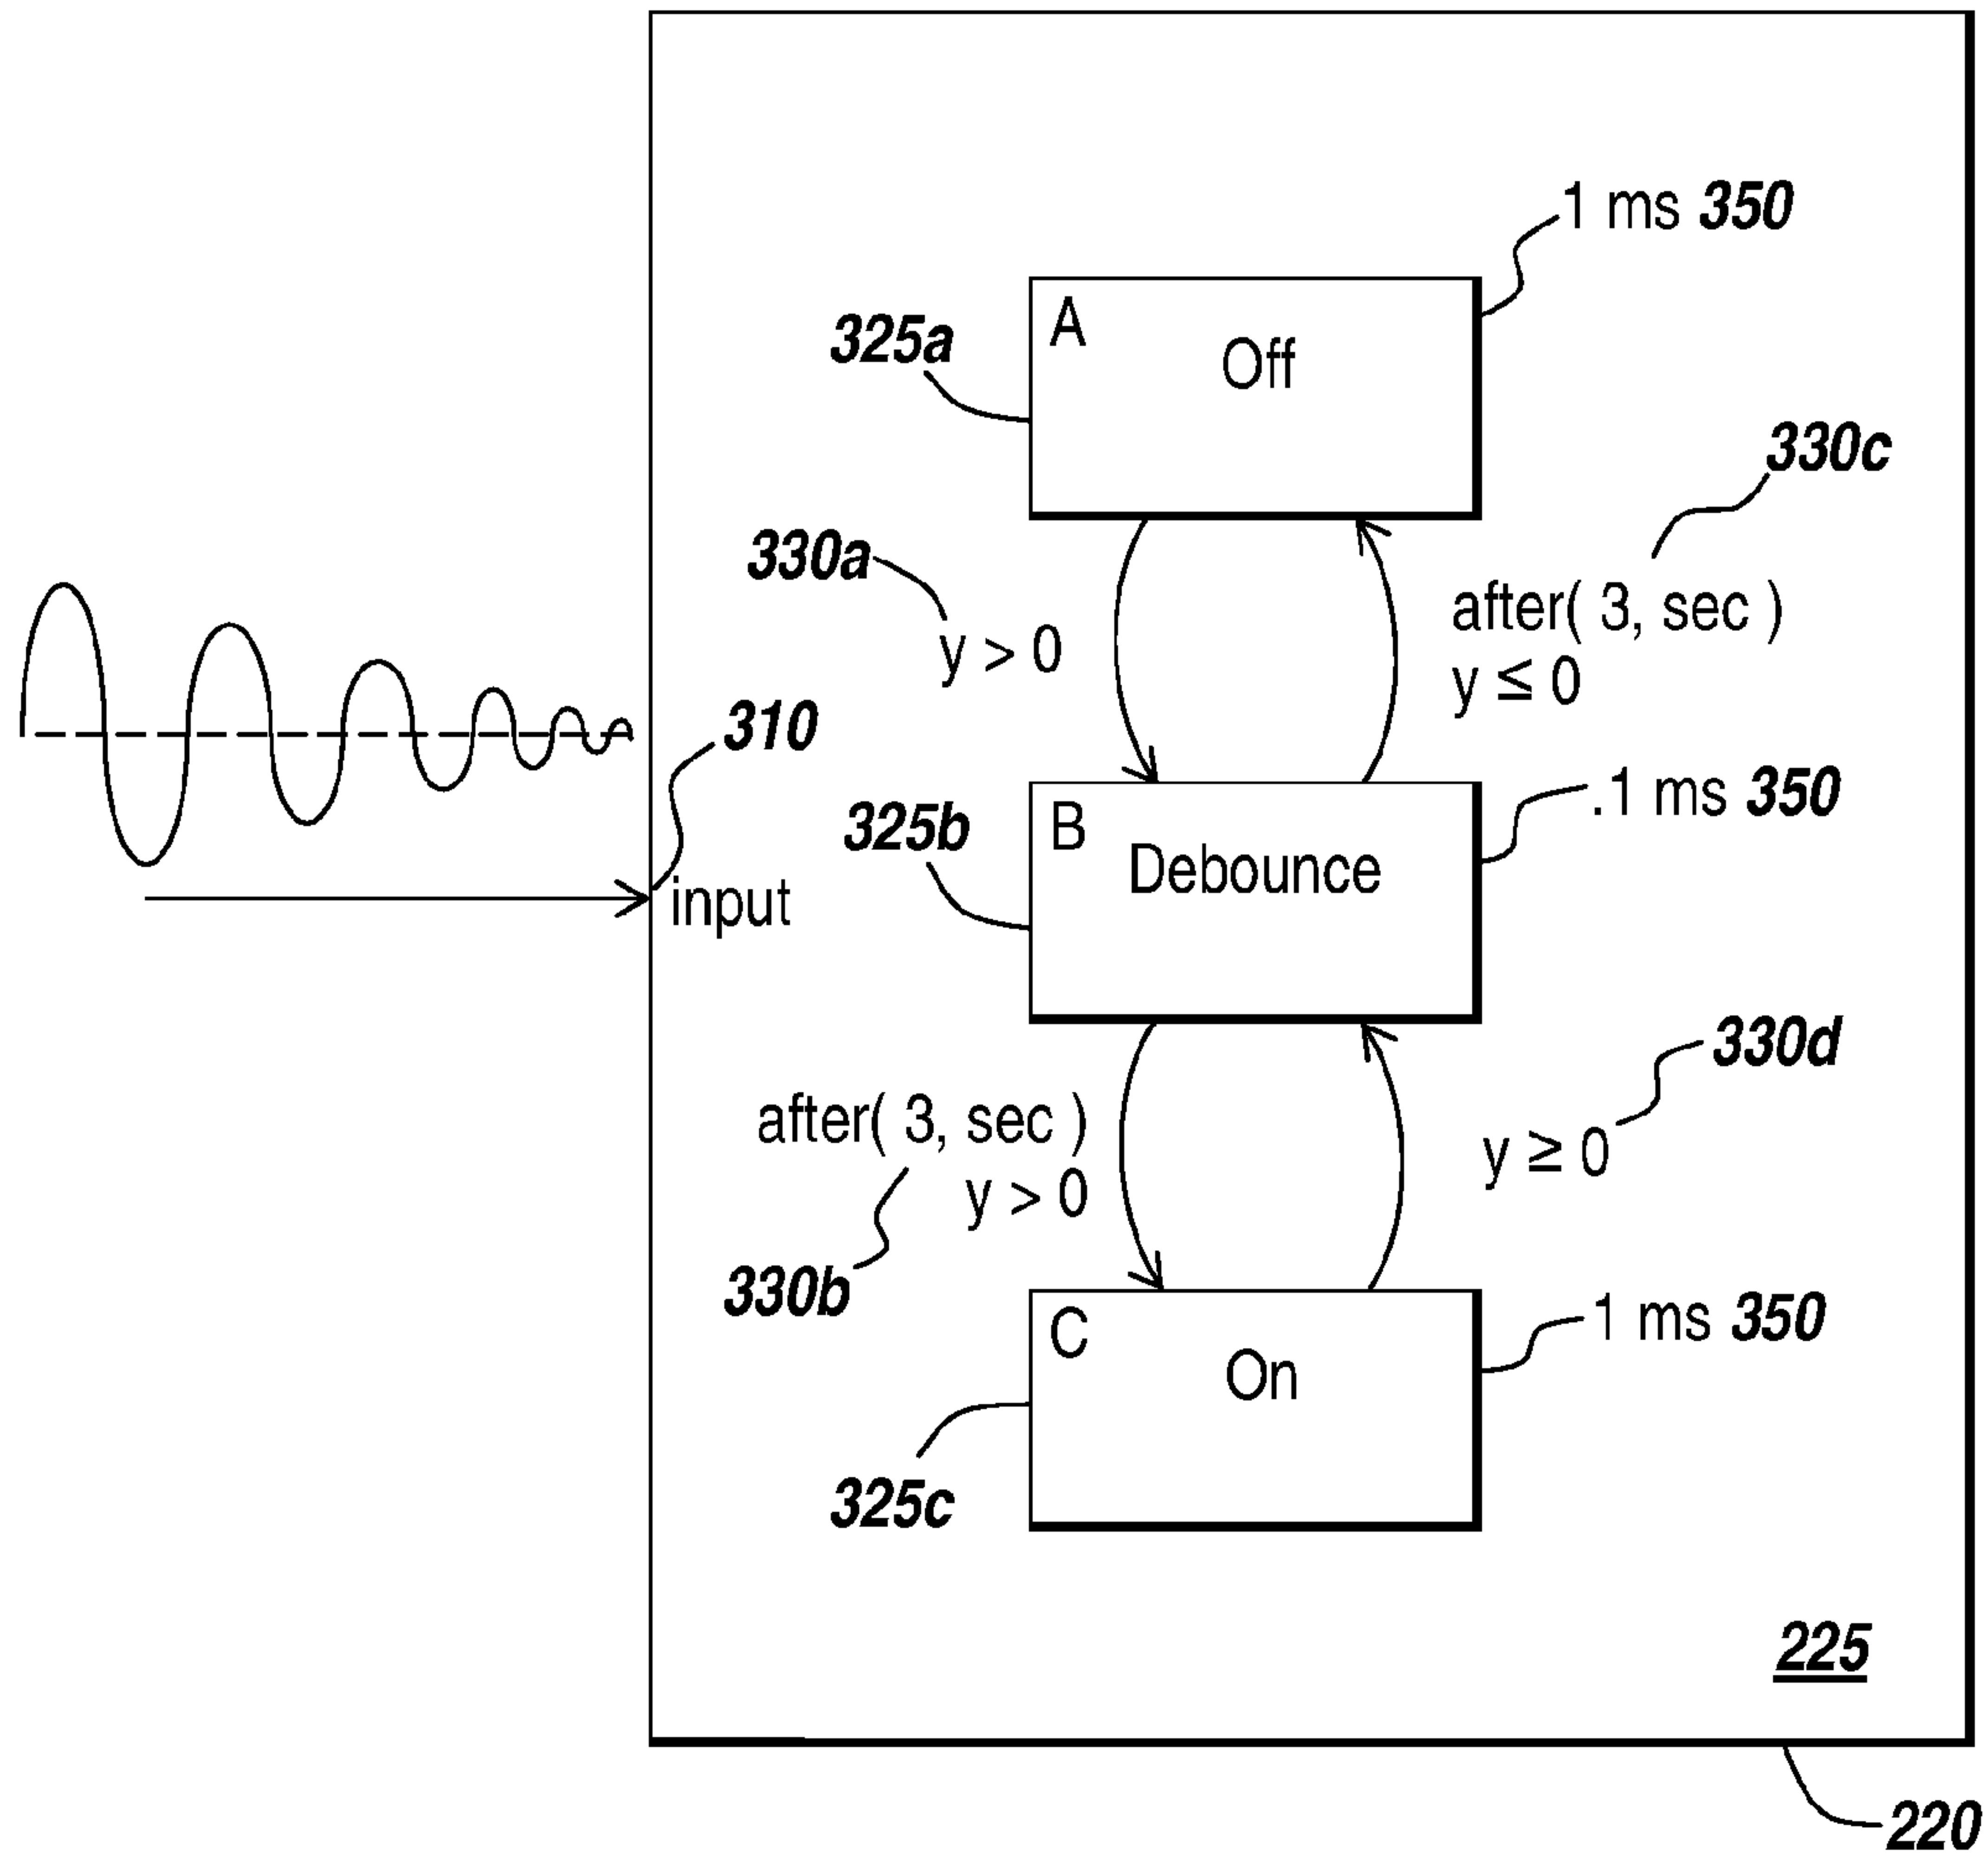 1 ms 350
A
Off
325a
330c
330a
y > 0
after( 3, sec )
y ≤ 0
310
input
.1 ms 350
B
Debounce
325b
330d
after( 3, sec )
y > 0
y ≥ 0
330b
1 ms 350
C
On
325c
225
220